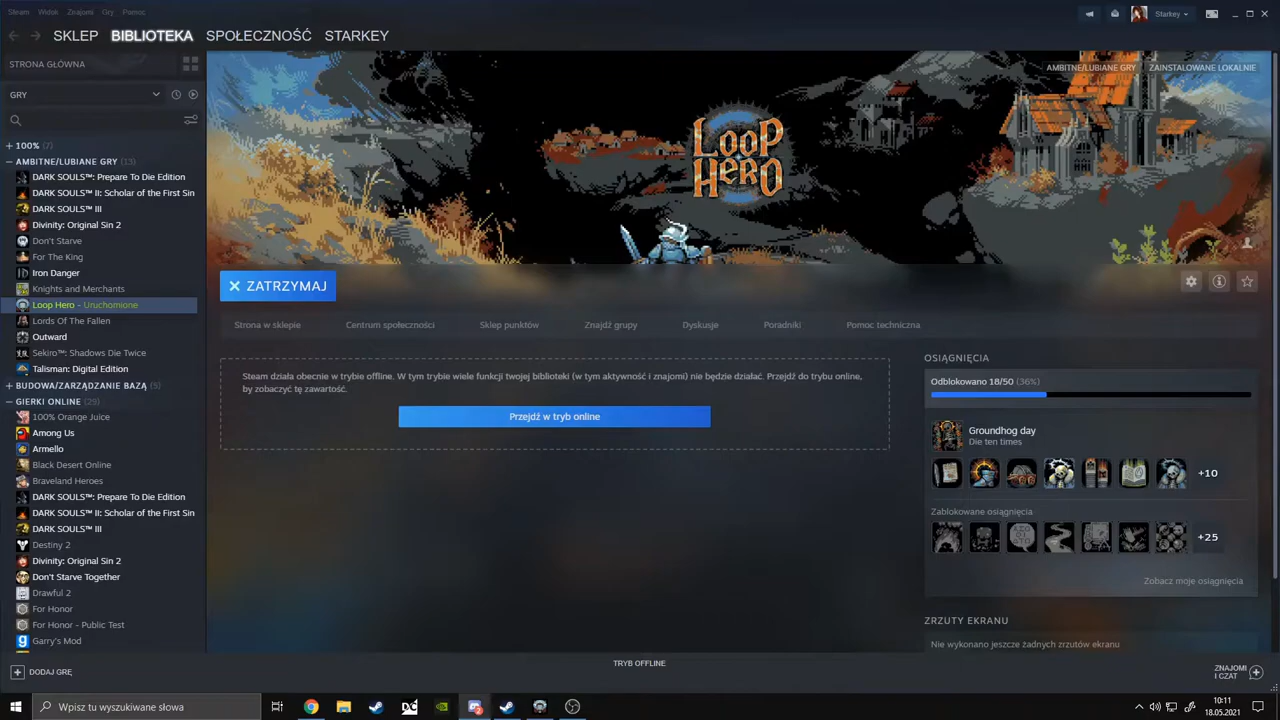 Steam Widok Znajomi Gry Pomoc
Starkey
SKLEP BIBLIOTEKA SPOŁECZNOŚĆ STARKEY
STRONA GŁÓWNA
GRY
100% (7)
AMBITNE/LUBIANE GRY (13)
DARK SOULS™: Prepare To Die Edition
DARK SOULS™ II: Scholar of the First Sin
DARK SOULS™ III
Divinity: Original Sin 2
Don't Starve
For The King
Iron Danger
Knights and Merchants
Loop Hero - Uruchomione
Lords Of The Fallen
Outward
Sekiro™: Shadows Die Twice
Talisman: Digital Edition
BUDOWA/ZARZĄDZANIE BAZĄ (5)
GIERKI ONLINE (29)
100% Orange Juice
Among Us
Armello
Black Desert Online
Braveland Heroes
DARK SOULS™: Prepare To Die Edition
DARK SOULS™ II: Scholar of the First Sin
DARK SOULS™ III
Destiny 2
Divinity: Original Sin 2
Don't Starve Together
Drawful 2
For Honor
For Honor - Public Test
Garry's Mod
DODAJ GRĘ
AMBITNE/LUBIANE GRY ZAINSTALOWANE LOKALNIE
LOOP
HERO
ZATRZYMAJ
Strona w sklepie Centrum społeczności Sklep punktów Znajdź grupy Dyskusje Poradniki Pomoc techniczna
Steam działa obecnie w trybie offline. W tym trybie wiele funkcji twojej biblioteki (w tym aktywność i znajomi) nie będzie działać. Przejdź do trybu online,
by zobaczyć tę zawartość.
Przejdź w tryb online
OSIĄGNIĘCIA
Odblokowano 18/50 (36%)
Groundhog day
Die ten times
+10
Zablokowane osiągnięcia
+25
Zobacz moje osiągnięcia
ZRZUTY EKRANU
Nie wykonano jeszcze żadnych zrzutów ekranu
TRYB OFFLINE
ZNAJOMI
I CZAT
Wpisz tu wyszukiwane słowa
10:11
18.05.2021